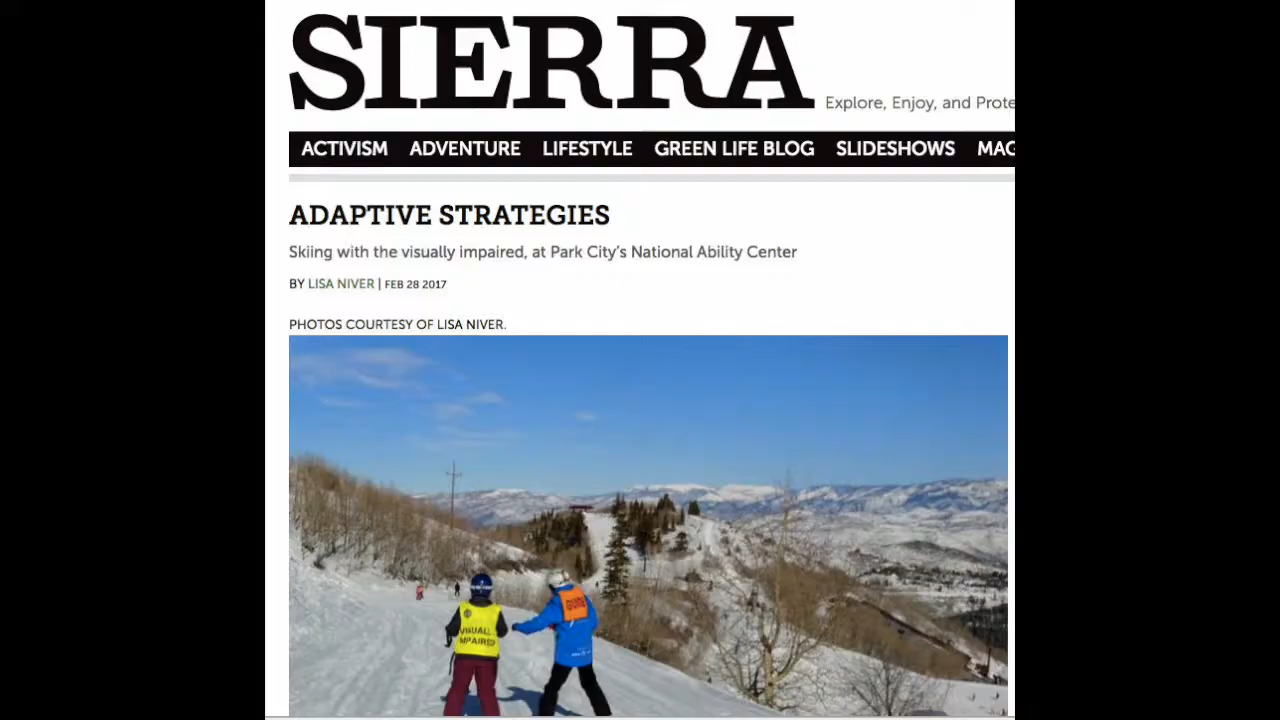 SIERRA
Explore, Enjoy, and Prote
ACTIVISM ADVENTURE LIFESTYLE GREEN LIFE BLOG SLIDESHOWS MAG
ADAPTIVE STRATEGIES
Skiing with the visually impaired, at Park City's National Ability Center
BY LISA NIVER | FEB 28 2017
PHOTOS COURTESY OF LISA NIVER.
VISUALLY
IMPAIRED
GUIDE